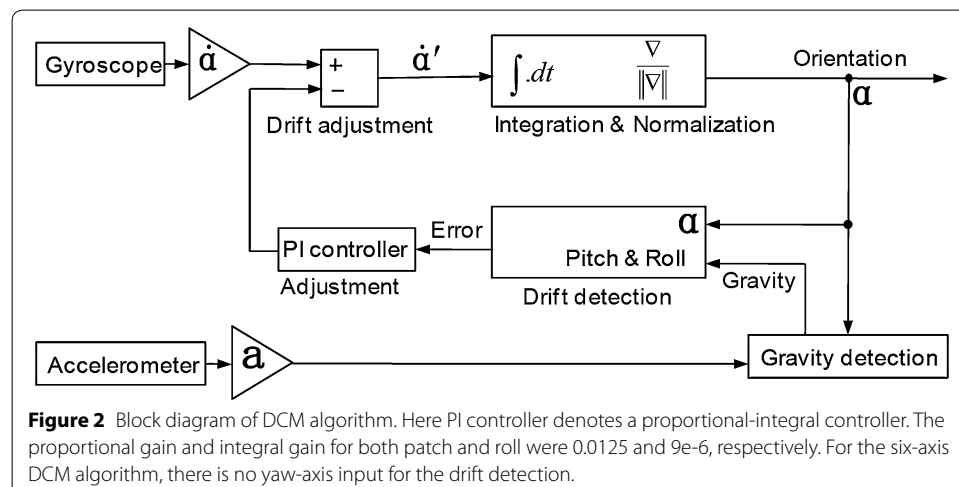 Gyroscope
α̇
+
−
Drift adjustment
α̇′
∫.dt ∇/‖∇‖
Integration & Normalization
Orientation
α
PI controller
Adjustment
Error
α
Pitch & Roll
Drift detection
Gravity
Accelerometer
a
Gravity detection
Figure 2 Block diagram of DCM algorithm. Here PI controller denotes a proportional-integral controller. The
proportional gain and integral gain for both patch and roll were 0.0125 and 9e-6, respectively. For the six-axis
DCM algorithm, there is no yaw-axis input for the drift detection.